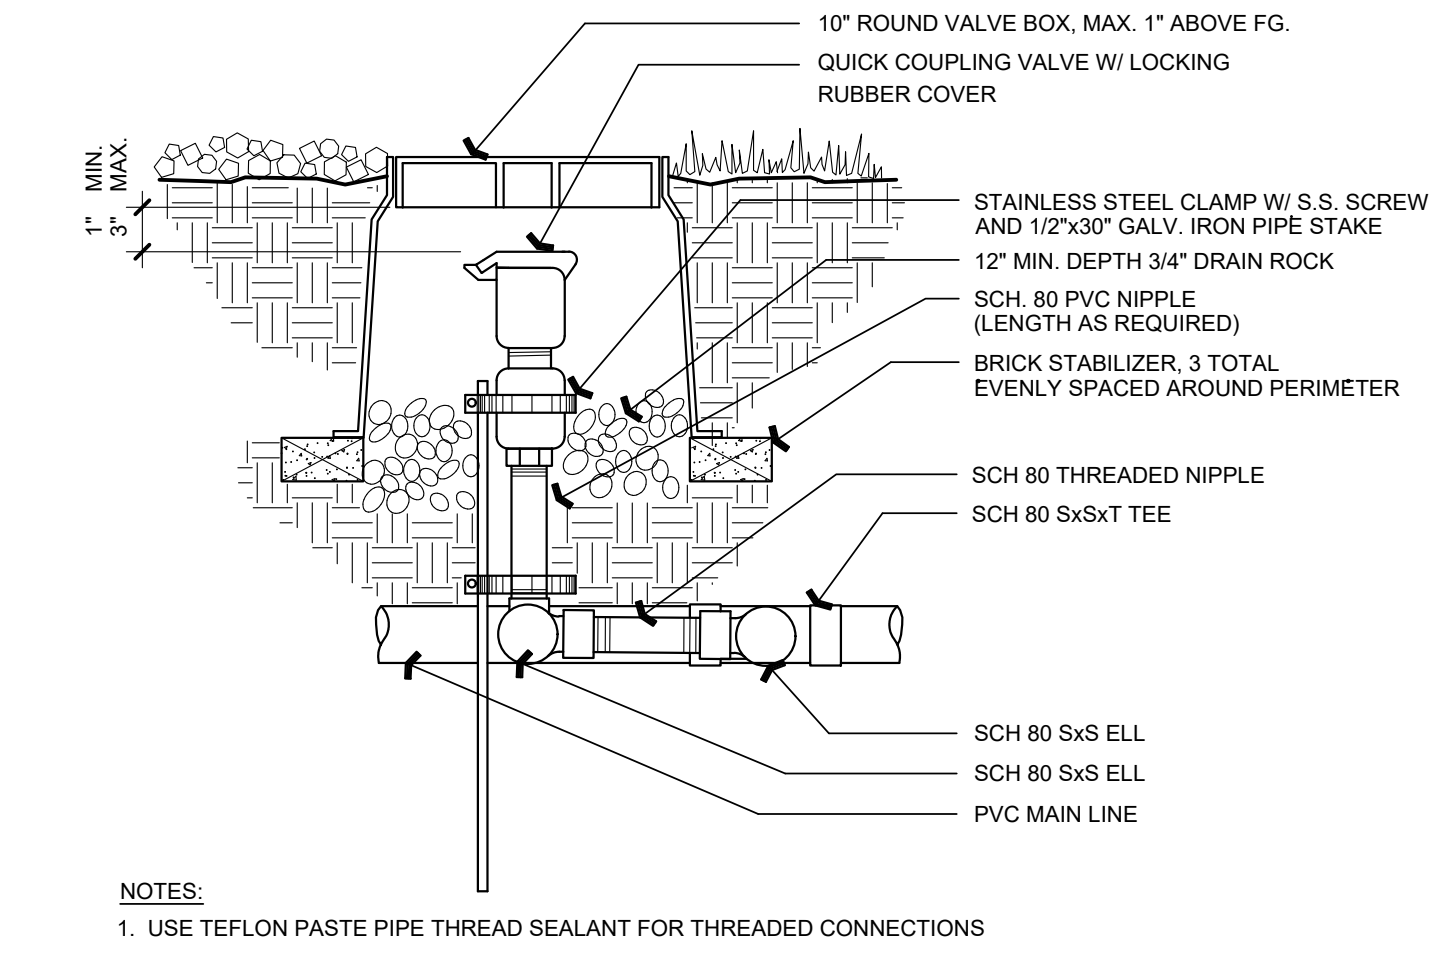 10" ROUND VALVE BOX, MAX. 1" ABOVE FG.
QUICK COUPLING VALVE W/ LOCKING
RUBBER COVER
1" MIN.
3" MAX.
STAINLESS STEEL CLAMP W/ S.S. SCREW
AND 1/2"x30" GALV. IRON PIPE STAKE
12" MIN. DEPTH 3/4" DRAIN ROCK
SCH. 80 PVC NIPPLE
(LENGTH AS REQUIRED)
BRICK STABILIZER, 3 TOTAL
EVENLY SPACED AROUND PERIMETER
SCH 80 THREADED NIPPLE
SCH 80 SxSxT TEE
SCH 80 SxS ELL
SCH 80 SxS ELL
PVC MAIN LINE
NOTES:
1. USE TEFLON PASTE PIPE THREAD SEALANT FOR THREADED CONNECTIONS